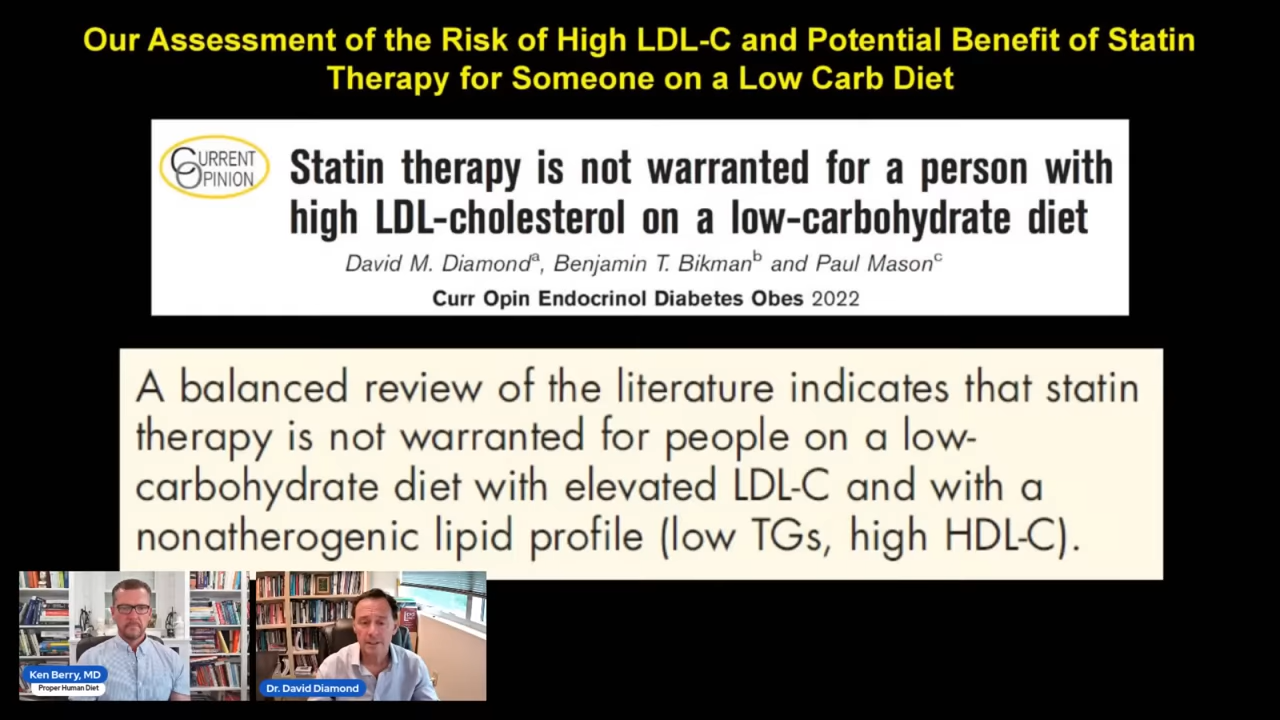 Our Assessment of the Risk of High LDL-C and Potential Benefit of Statin
Therapy for Someone on a Low Carb Diet
CURRENT
OPINION
Statin therapy is not warranted for a person with
high LDL-cholesterol on a low-carbohydrate diet
David M. Diamondᵃ, Benjamin T. Bikmanᵇ and Paul Masonᶜ
Curr Opin Endocrinol Diabetes Obes 2022
A balanced review of the literature indicates that statin
therapy is not warranted for people on a low-
carbohydrate diet with elevated LDL-C and with a
nonatherogenic lipid profile (low TGs, high HDL-C).
Ken Berry, MD
Proper Human Diet
Dr. David Diamond